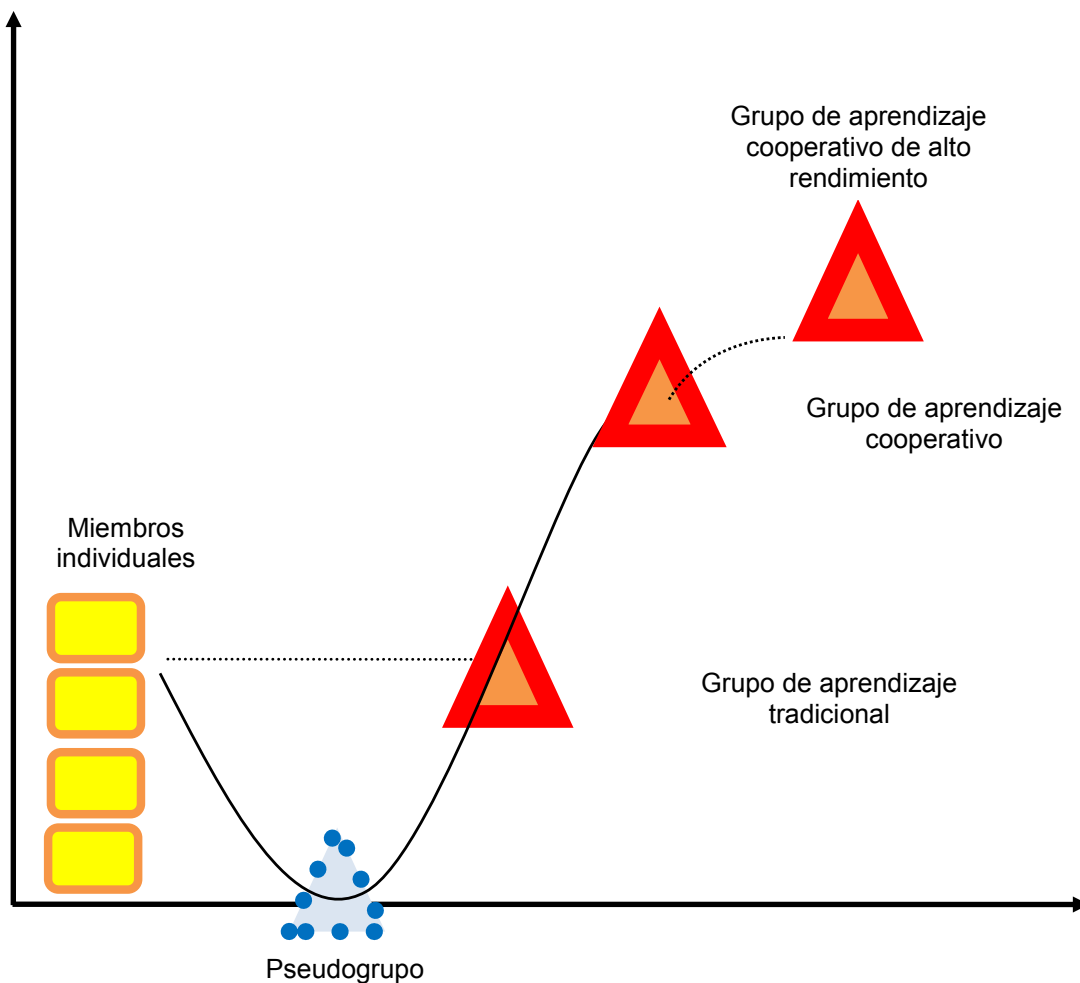 Grupo de aprendizaje
cooperativo de alto
rendimiento
Grupo de aprendizaje
cooperativo
Miembros
individuales
Grupo de aprendizaje
tradicional
Pseudogrupo